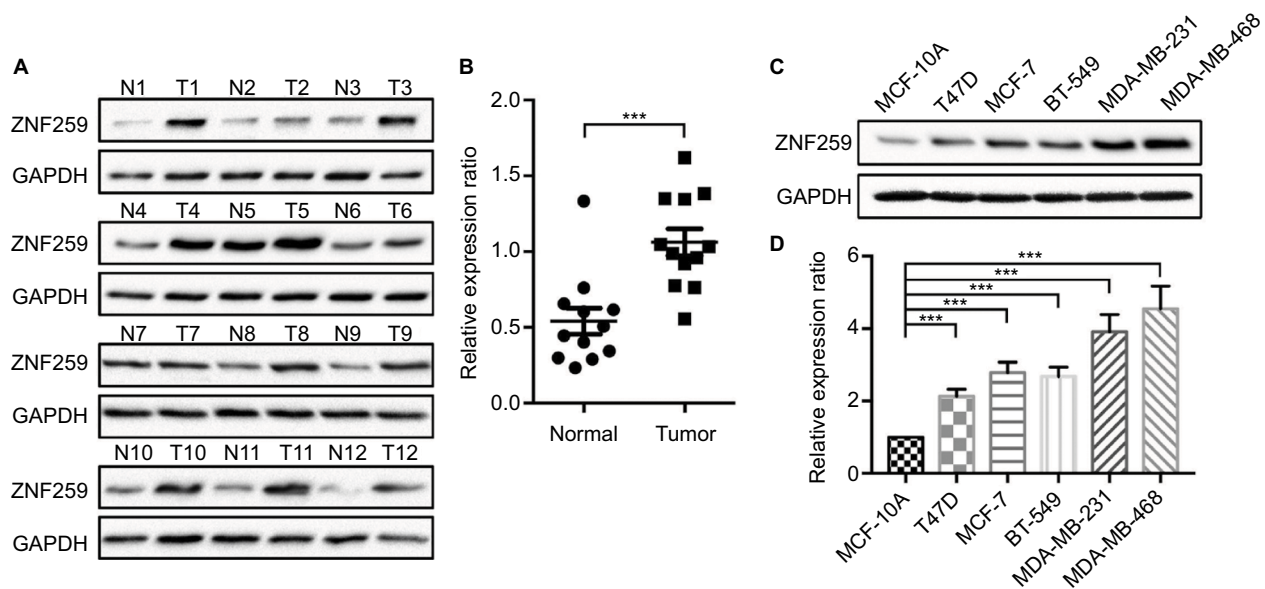 A
N1 T1 N2 T2 N3 T3
ZNF259
GAPDH
N4 T4 N5 T5 N6 T6
ZNF259
GAPDH
N7 T7 N8 T8 N9 T9
ZNF259
GAPDH
N10 T10 N11 T11 N12 T12
ZNF259
GAPDH
B
Relative expression ratio
2.0
1.5
1.0
0.5
0.0
***
Normal Tumor
C
MCF-10A T47D MCF-7 BT-549 MDA-MB-231 MDA-MB-468
ZNF259
GAPDH
D
Relative expression ratio
6
4
2
0
***
***
***
***
***
MCF-10A T47D MCF-7 BT-549 MDA-MB-231 MDA-MB-468